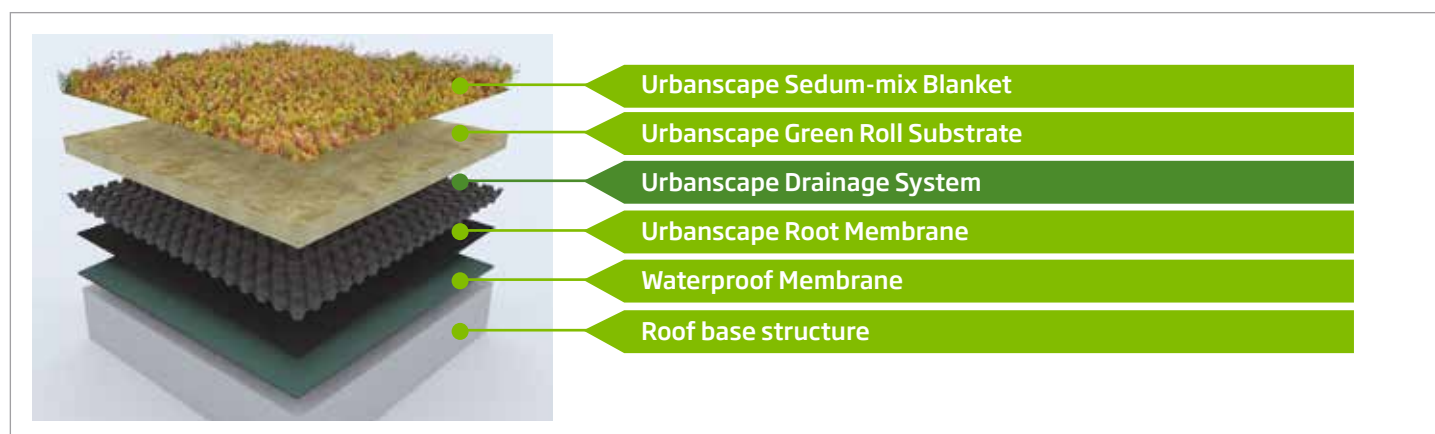 Urbanscape Sedum-mix Blanket
Urbanscape Green Roll Substrate
Urbanscape Drainage System
Urbanscape Root Membrane
Waterproof Membrane
Roof base structure